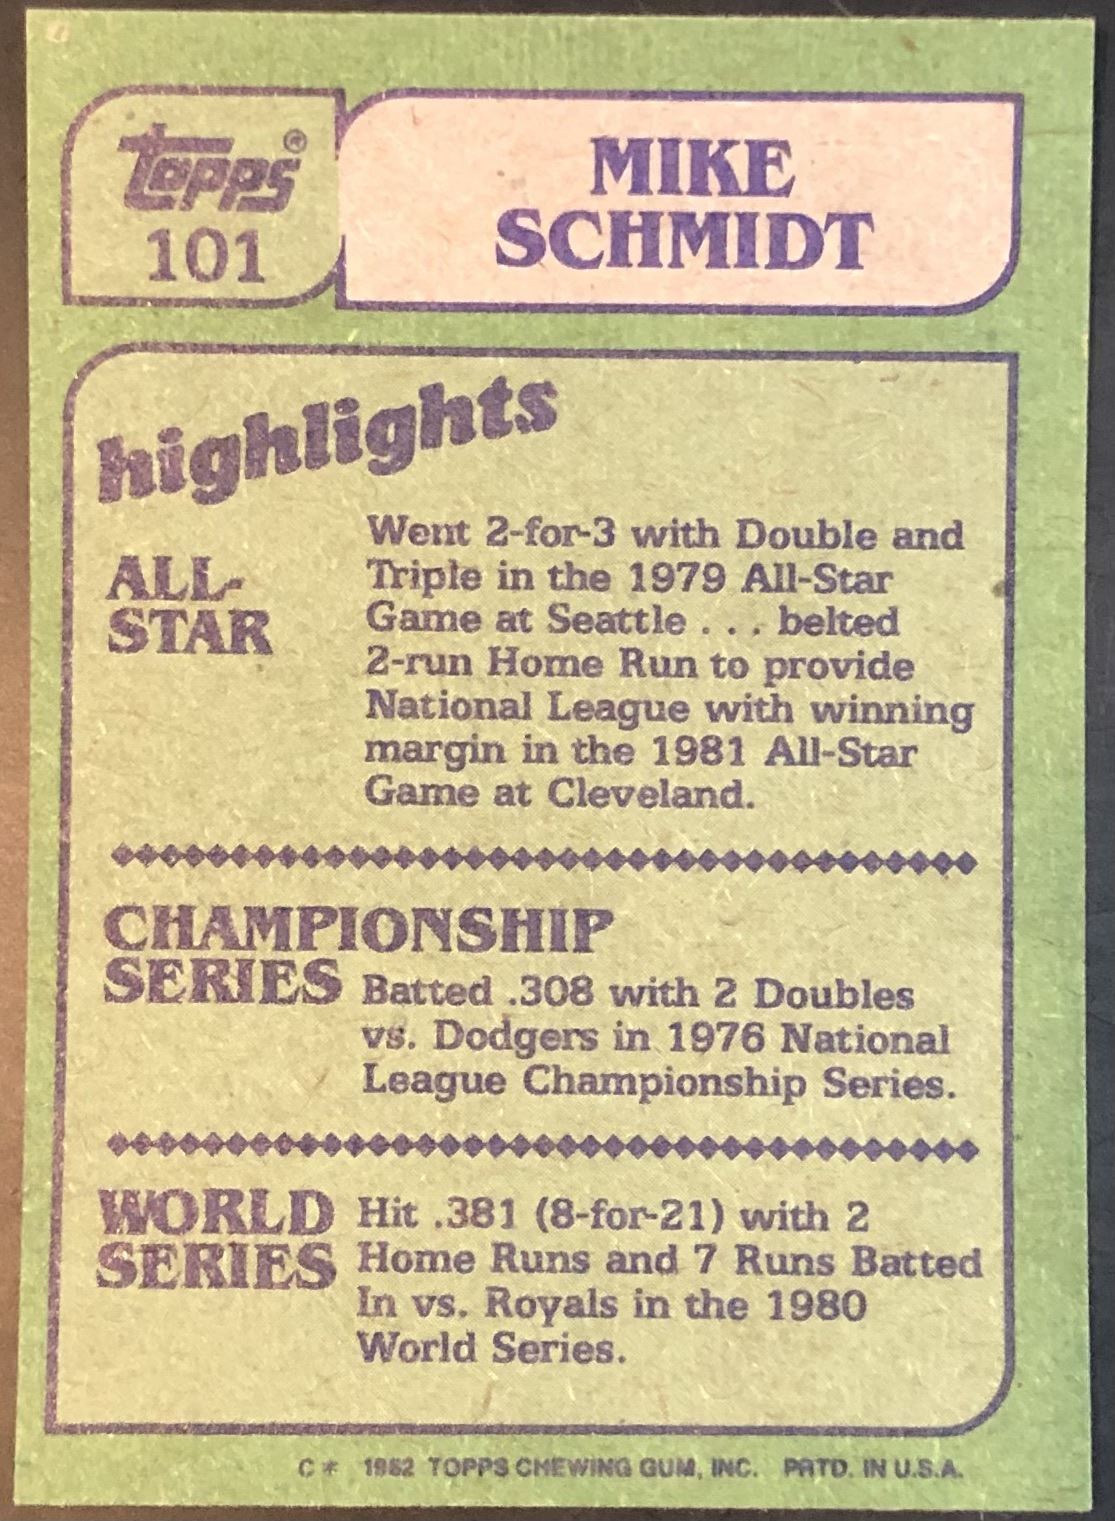 Topps®
101
MIKE
SCHMIDT
highlights
ALL-
STAR
Went 2-for-3 with Double and
Triple in the 1979 All-Star
Game at Seattle . . . belted
2-run Home Run to provide
National League with winning
margin in the 1981 All-Star
Game at Cleveland.
CHAMPIONSHIP
SERIES
Batted .308 with 2 Doubles
vs. Dodgers in 1976 National
League Championship Series.
WORLD
SERIES
Hit .381 (8-for-21) with 2
Home Runs and 7 Runs Batted
In vs. Royals in the 1980
World Series.
C * 1982 TOPPS CHEWING GUM, INC. PRTD. IN U.S.A.